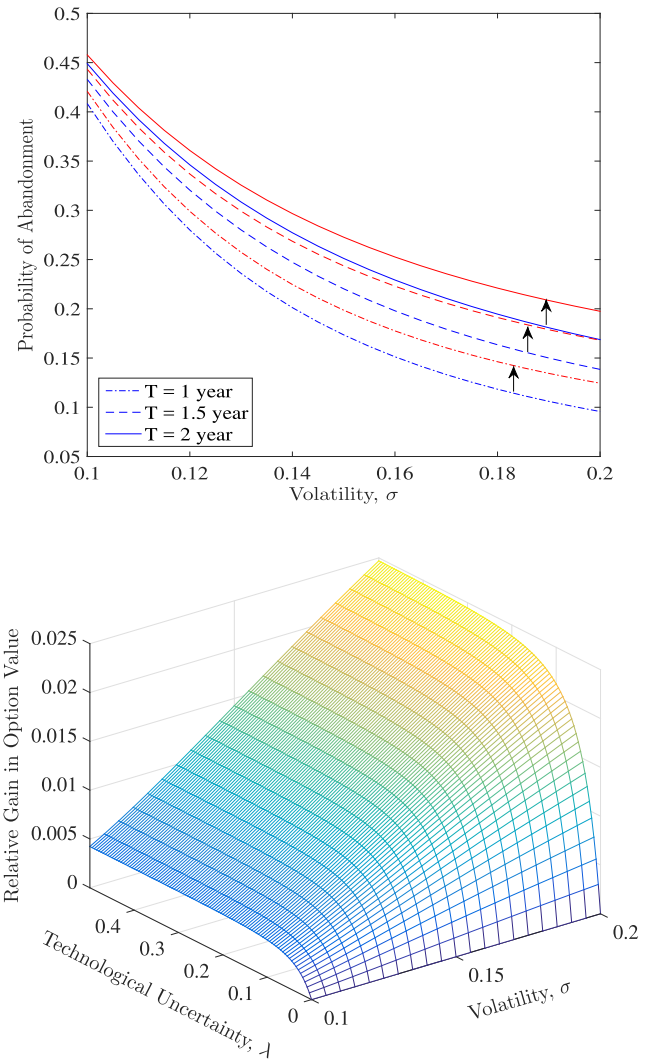 0.5
0.45
0.4
0.35
0.3
0.25
0.2
0.15
0.1
0.05
Probability of Abandonment
T = 1 year
T = 1.5 year
T = 2 year
0.1 0.12 0.14 0.16 0.18 0.2
Volatility, σ
0.025
0.02
0.015
0.01
0.005
0
Relative Gain in Option Value
0.4
0.3
0.2
0.1
0
Technological Uncertainty, λ
0.1
0.15
0.2
Volatility, σ